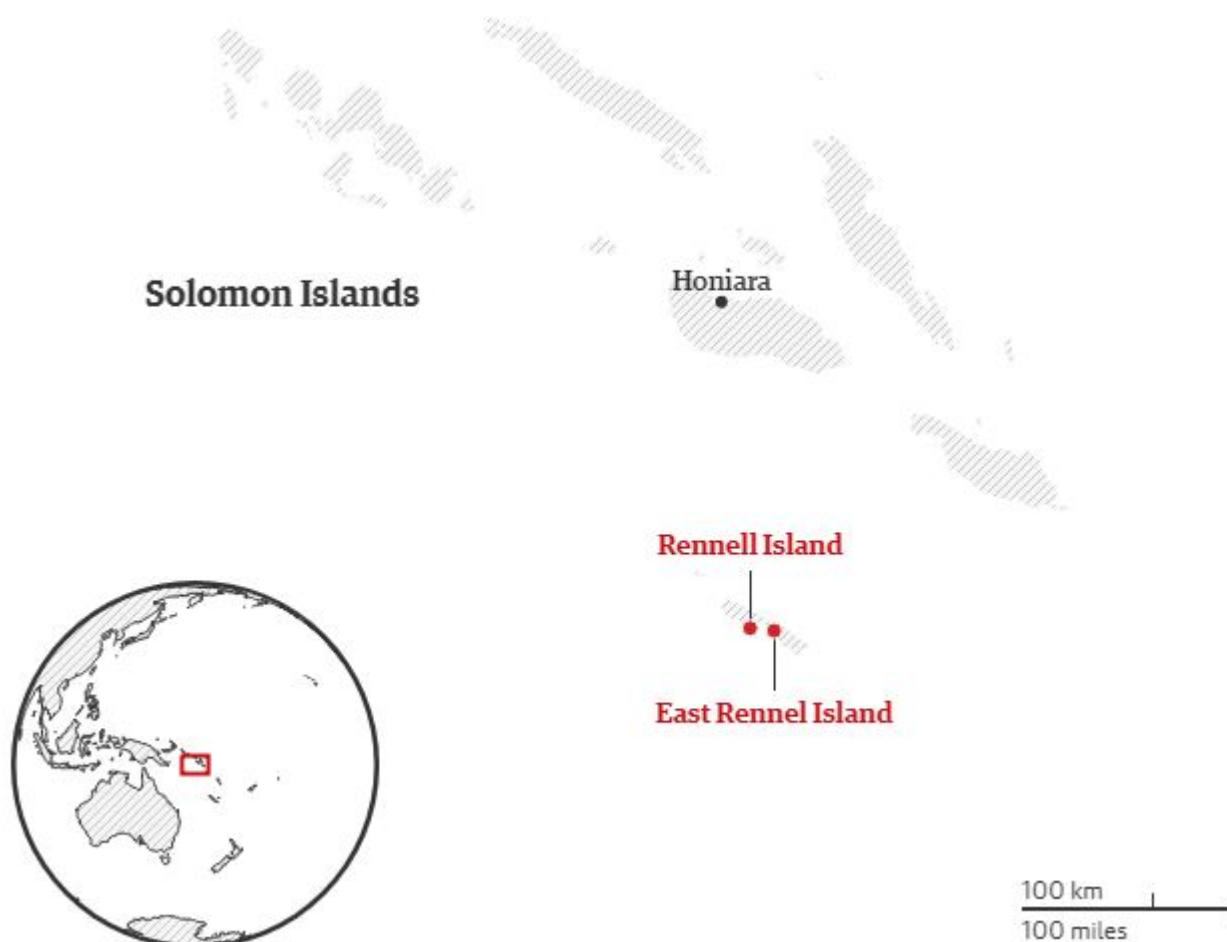 Honiara
Solomon Islands
Rennell Island
East Rennel Island
100 km
100 miles